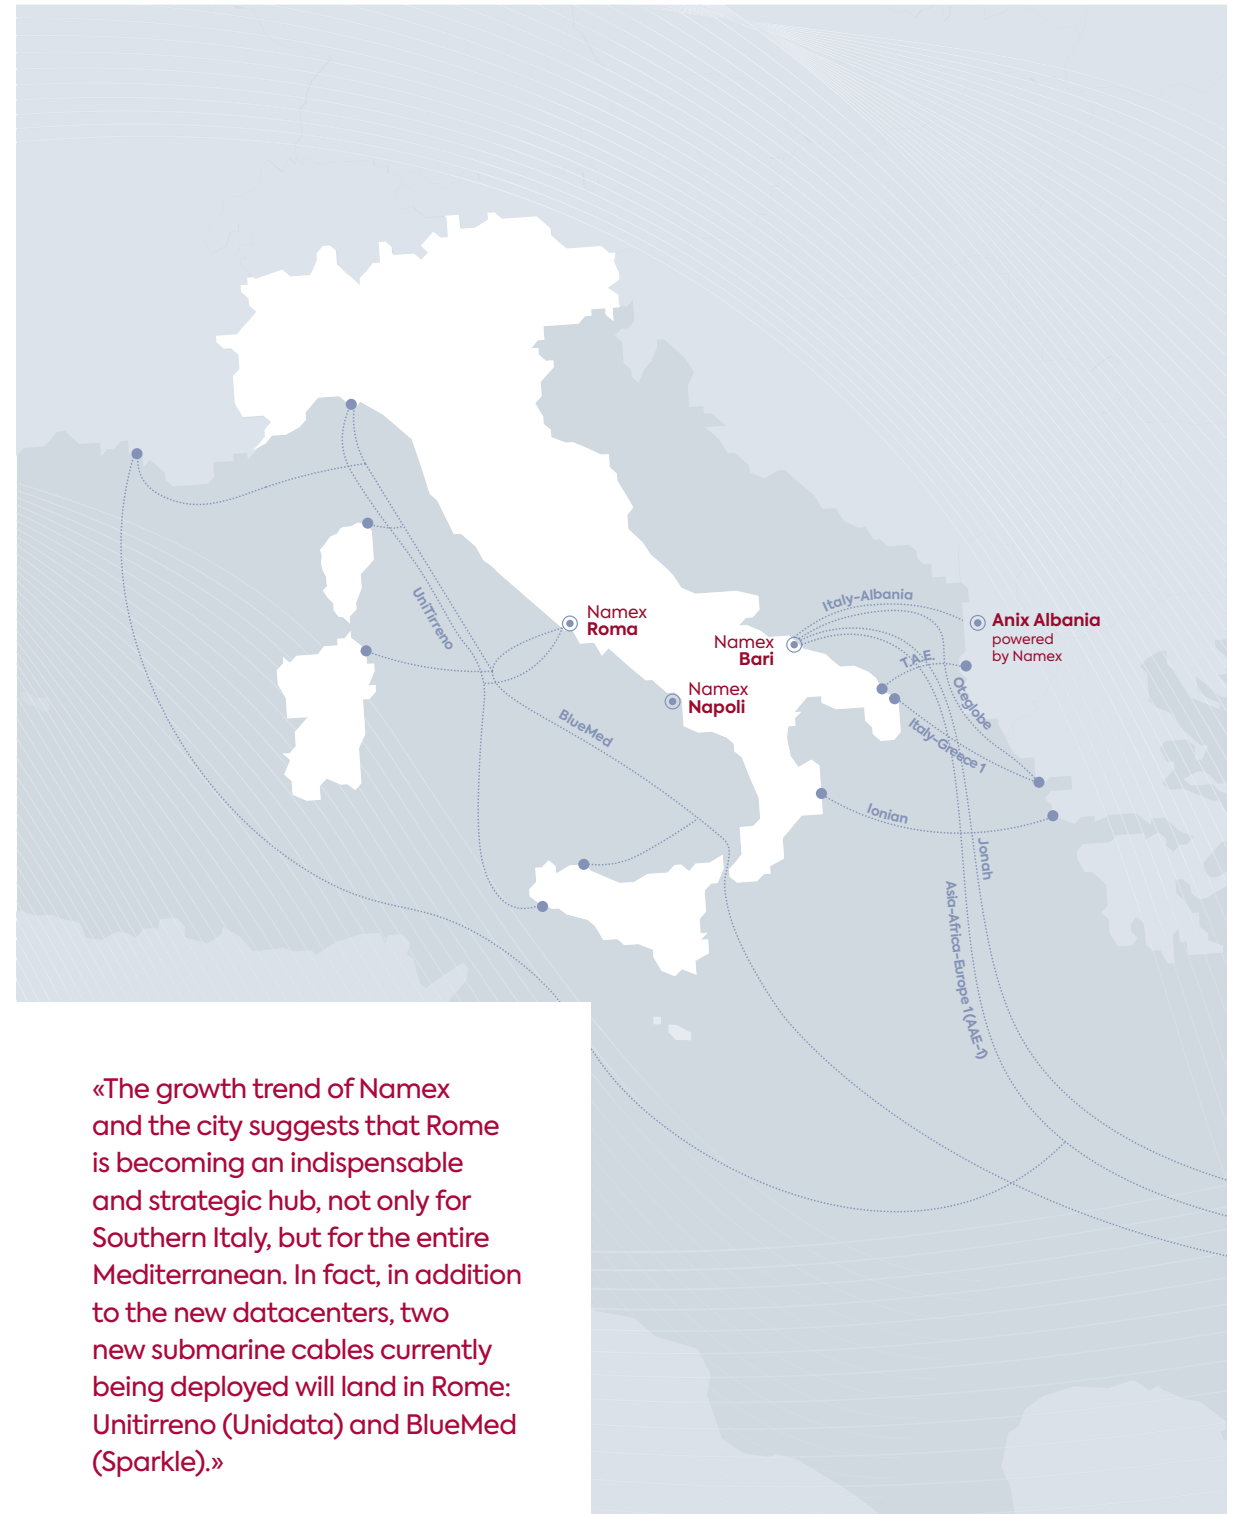 Italy-Albania
Namex
Roma
Anix Albania
powered
by Namex
UniTirreno
Namex
Bari
T.A.E.
Oteglobe
Namex
Napoli
BlueMed
Italy-Greece 1
Ionian
Jonah
Asia-Africa-Europe 1 (AAE-1)
«The growth trend of Namex
and the city suggests that Rome
is becoming an indispensable
and strategic hub, not only for
Southern Italy, but for the entire
Mediterranean. In fact, in addition
to the new datacenters, two
new submarine cables currently
being deployed will land in Rome:
Unitirreno (Unidata) and BlueMed
(Sparkle).»